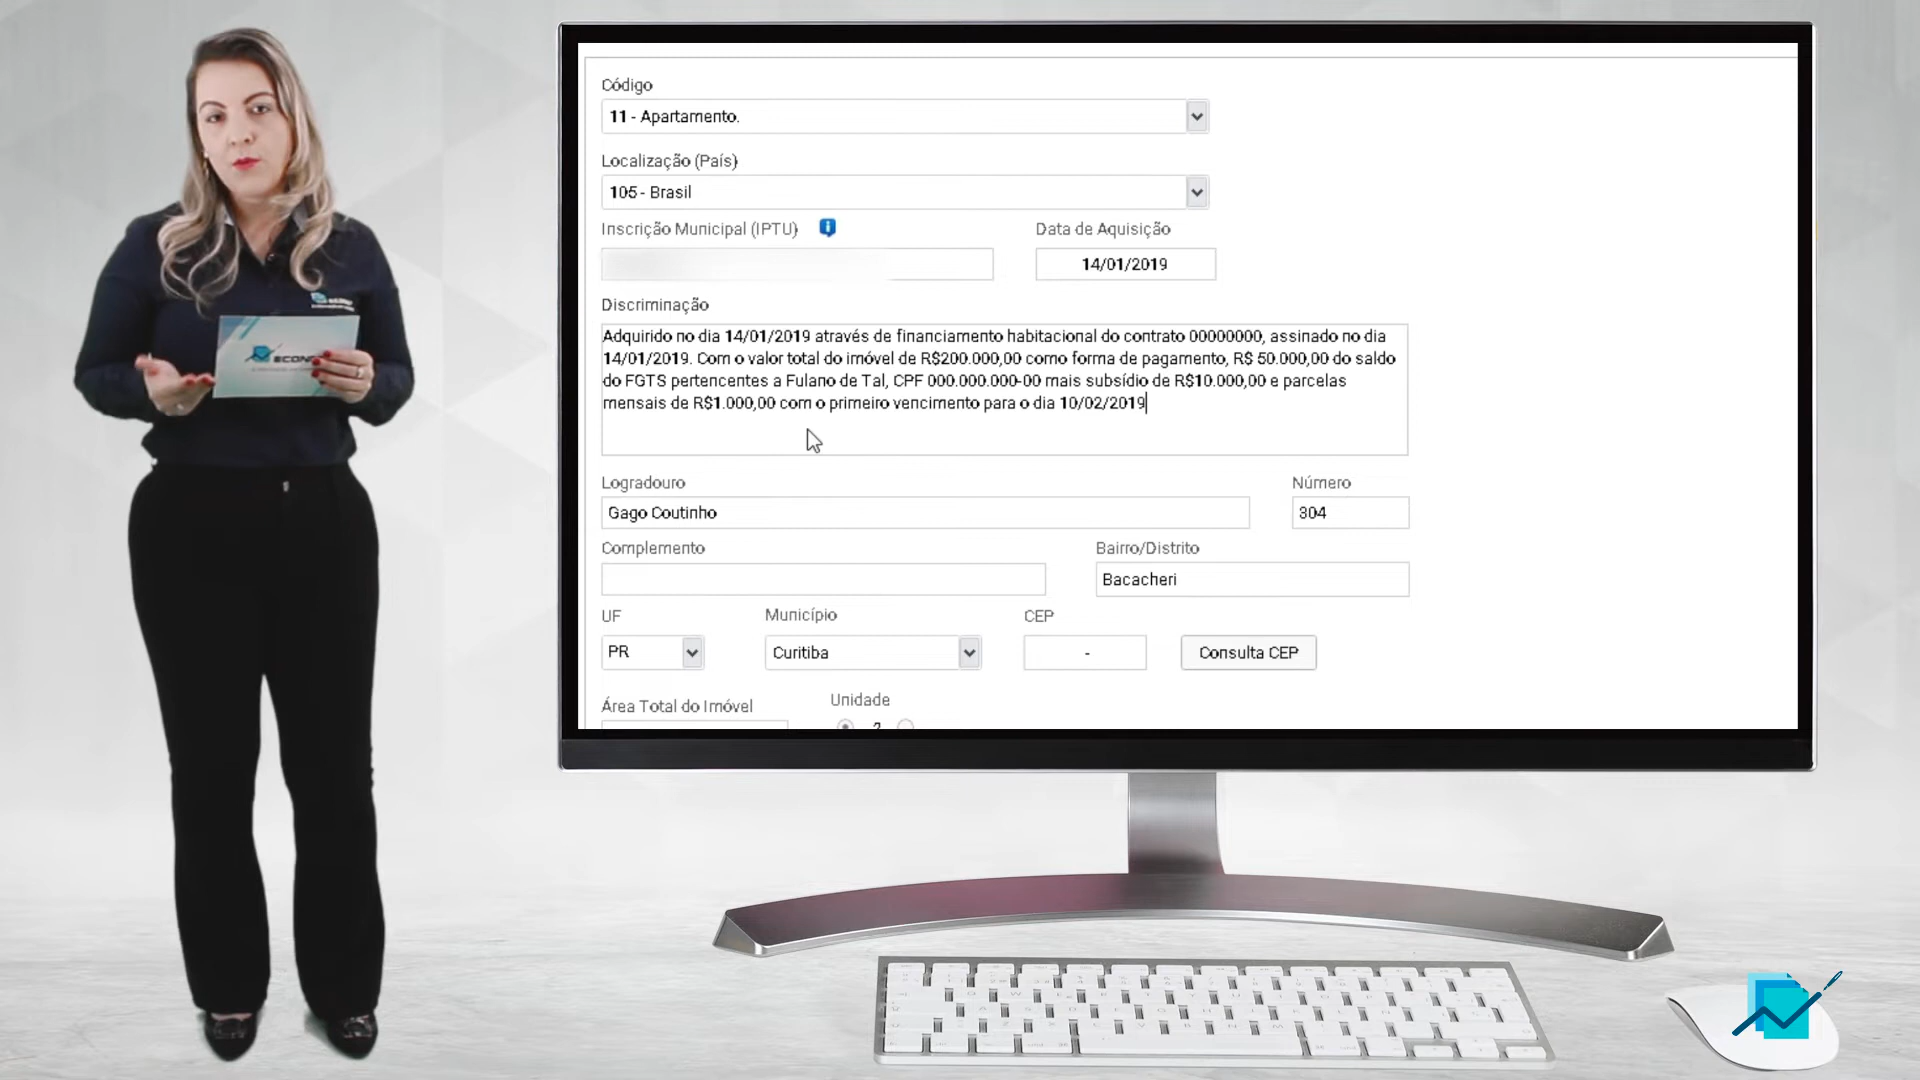 Código
11 - Apartamento.
Localização (País)
105 - Brasil
Inscrição Municipal (IPTU)
Data de Aquisição
14/01/2019
Discriminação
Adquirido no dia 14/01/2019 através de financiamento habitacional do contrato 00000000, assinado no dia
14/01/2019. Com o valor total do imóvel de R$200.000,00 como forma de pagamento, R$ 50.000,00 do saldo
do FGTS pertencentes a Fulano de Tal, CPF 000.000.000-00 mais subsídio de R$10.000,00 e parcelas
mensais de R$1.000,00 com o primeiro vencimento para o dia 10/02/2019
Logradouro
Número
Gago Coutinho
304
Complemento
Bairro/Distrito
Bacacheri
UF
Município
CEP
PR
Curitiba
-
Consulta CEP
Área Total do Imóvel
Unidade